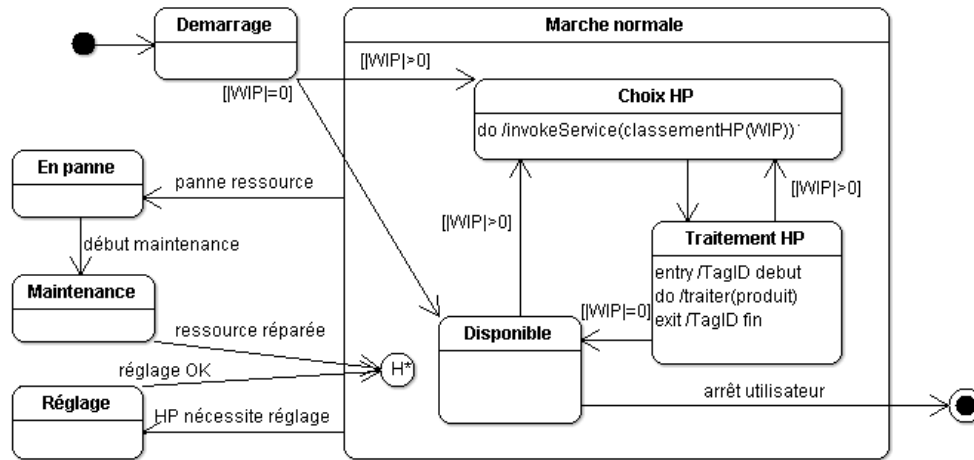 Demarrage
Marche normale
[|WIP|>0]
[|WIP|=0]
Choix HP
do /invokeService(classementHP(WIP))
En panne
panne ressource
[|WIP|>0]
[|WIP|>0]
début maintenance
Traitement HP
entry /TagID debut
do /traiter(produit)
exit /TagID fin
Maintenance
[|WIP|=0]
Disponible
ressource réparée
H*
réglage OK
Réglage
HP nécessite réglage
arrêt utilisateur